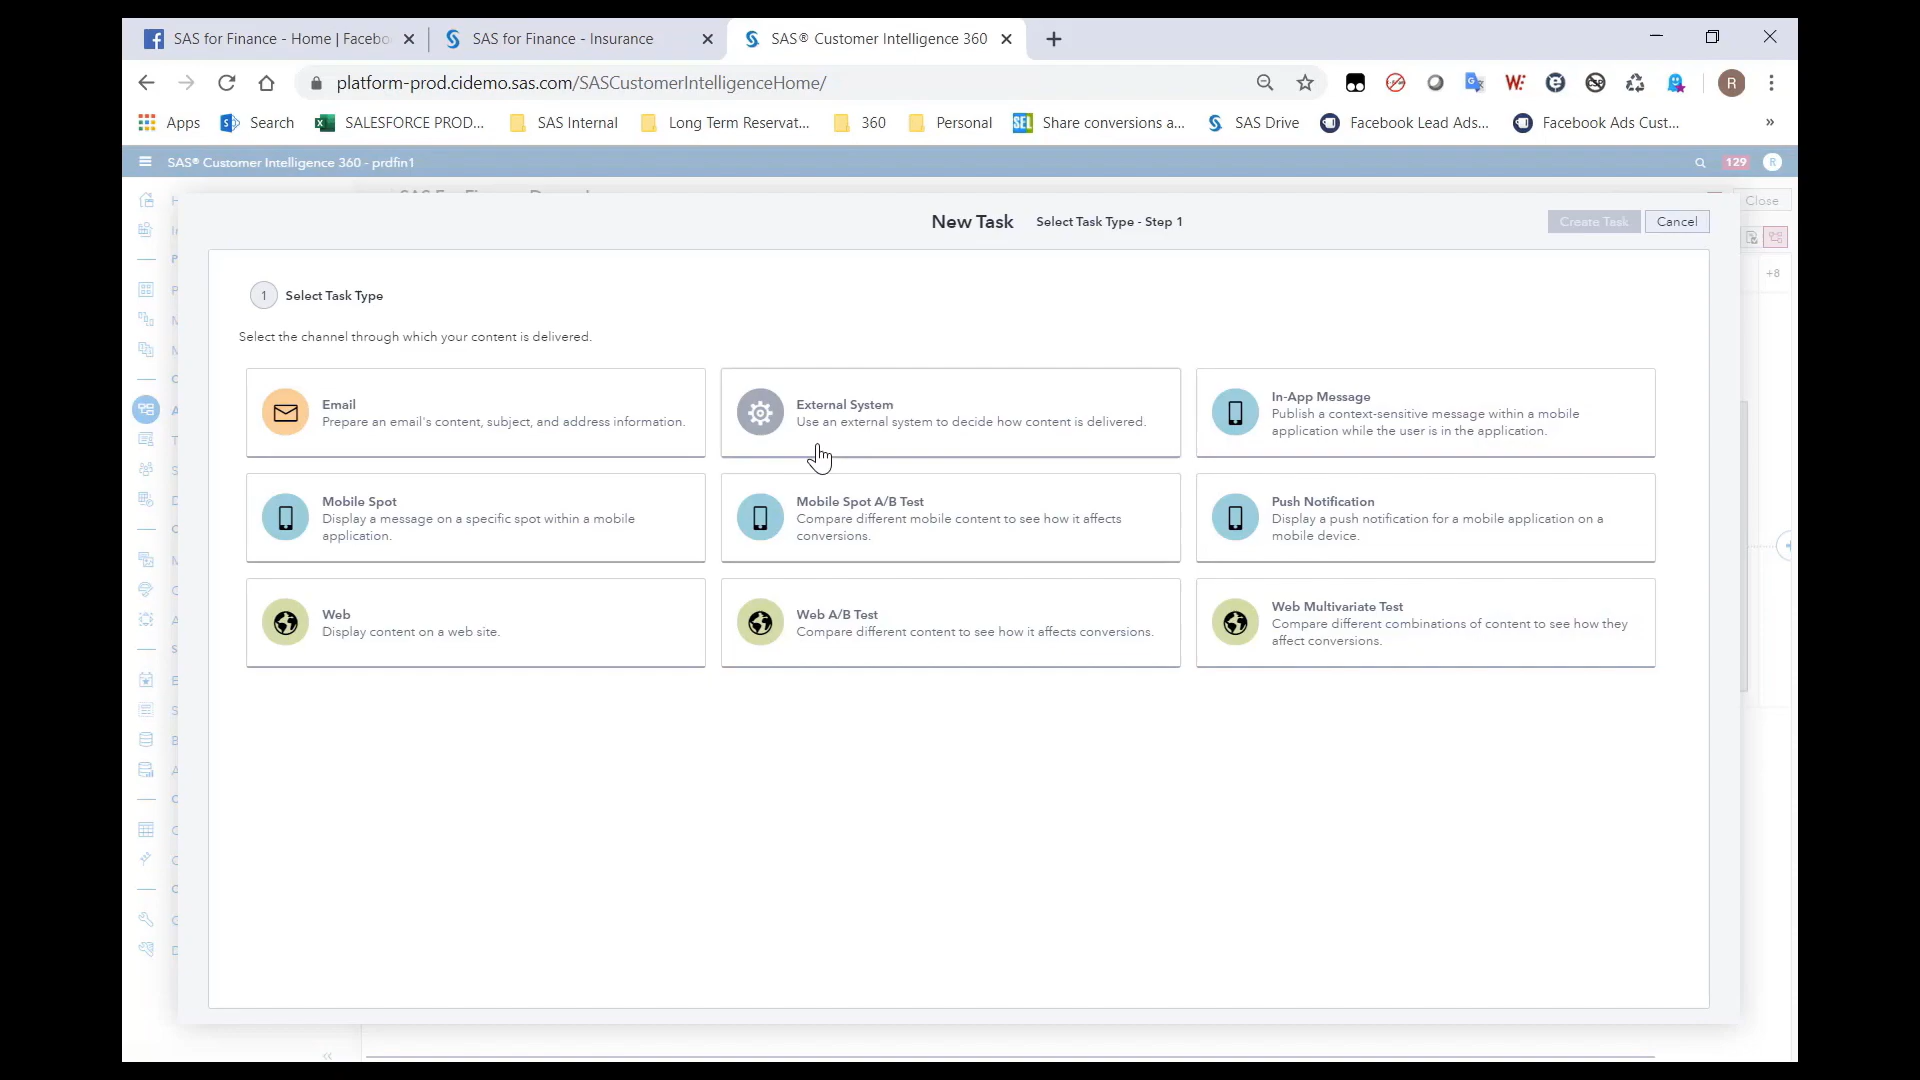 SAS for Finance - Home | Facebo
SAS for Finance - Insurance
SAS® Customer Intelligence 360
platform-prod.cidemo.sas.com/SASCustomerIntelligenceHome/
R
Apps
Search
SALESFORCE PROD...
SAS Internal
Long Term Reservat...
360
Personal
SEL
Share conversions a...
SAS Drive
Facebook Lead Ads...
Facebook Ads Cust...
»
SAS® Customer Intelligence 360 - prdfin1
129
R
Close
New Task
Select Task Type - Step 1
Create Task
Cancel
+8
1
Select Task Type
Select the channel through which your content is delivered.
Email
Prepare an email's content, subject, and address information.
External System
Use an external system to decide how content is delivered.
In-App Message
Publish a context-sensitive message within a mobile
application while the user is in the application.
Mobile Spot
Display a message on a specific spot within a mobile
application.
Mobile Spot A/B Test
Compare different mobile content to see how it affects
conversions.
Push Notification
Display a push notification for a mobile application on a
mobile device.
Web
Display content on a web site.
Web A/B Test
Compare different content to see how it affects conversions.
Web Multivariate Test
Compare different combinations of content to see how they
affect conversions.